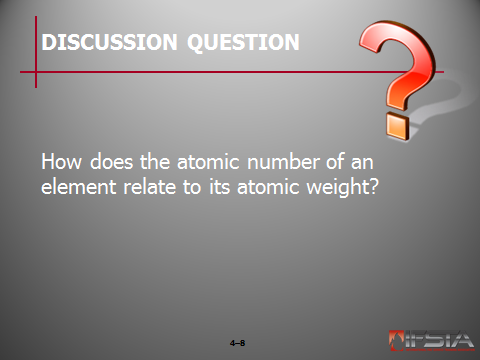 DISCUSSION QUESTION
How does the atomic number of an
element relate to its atomic weight?
4–8
IFSTA